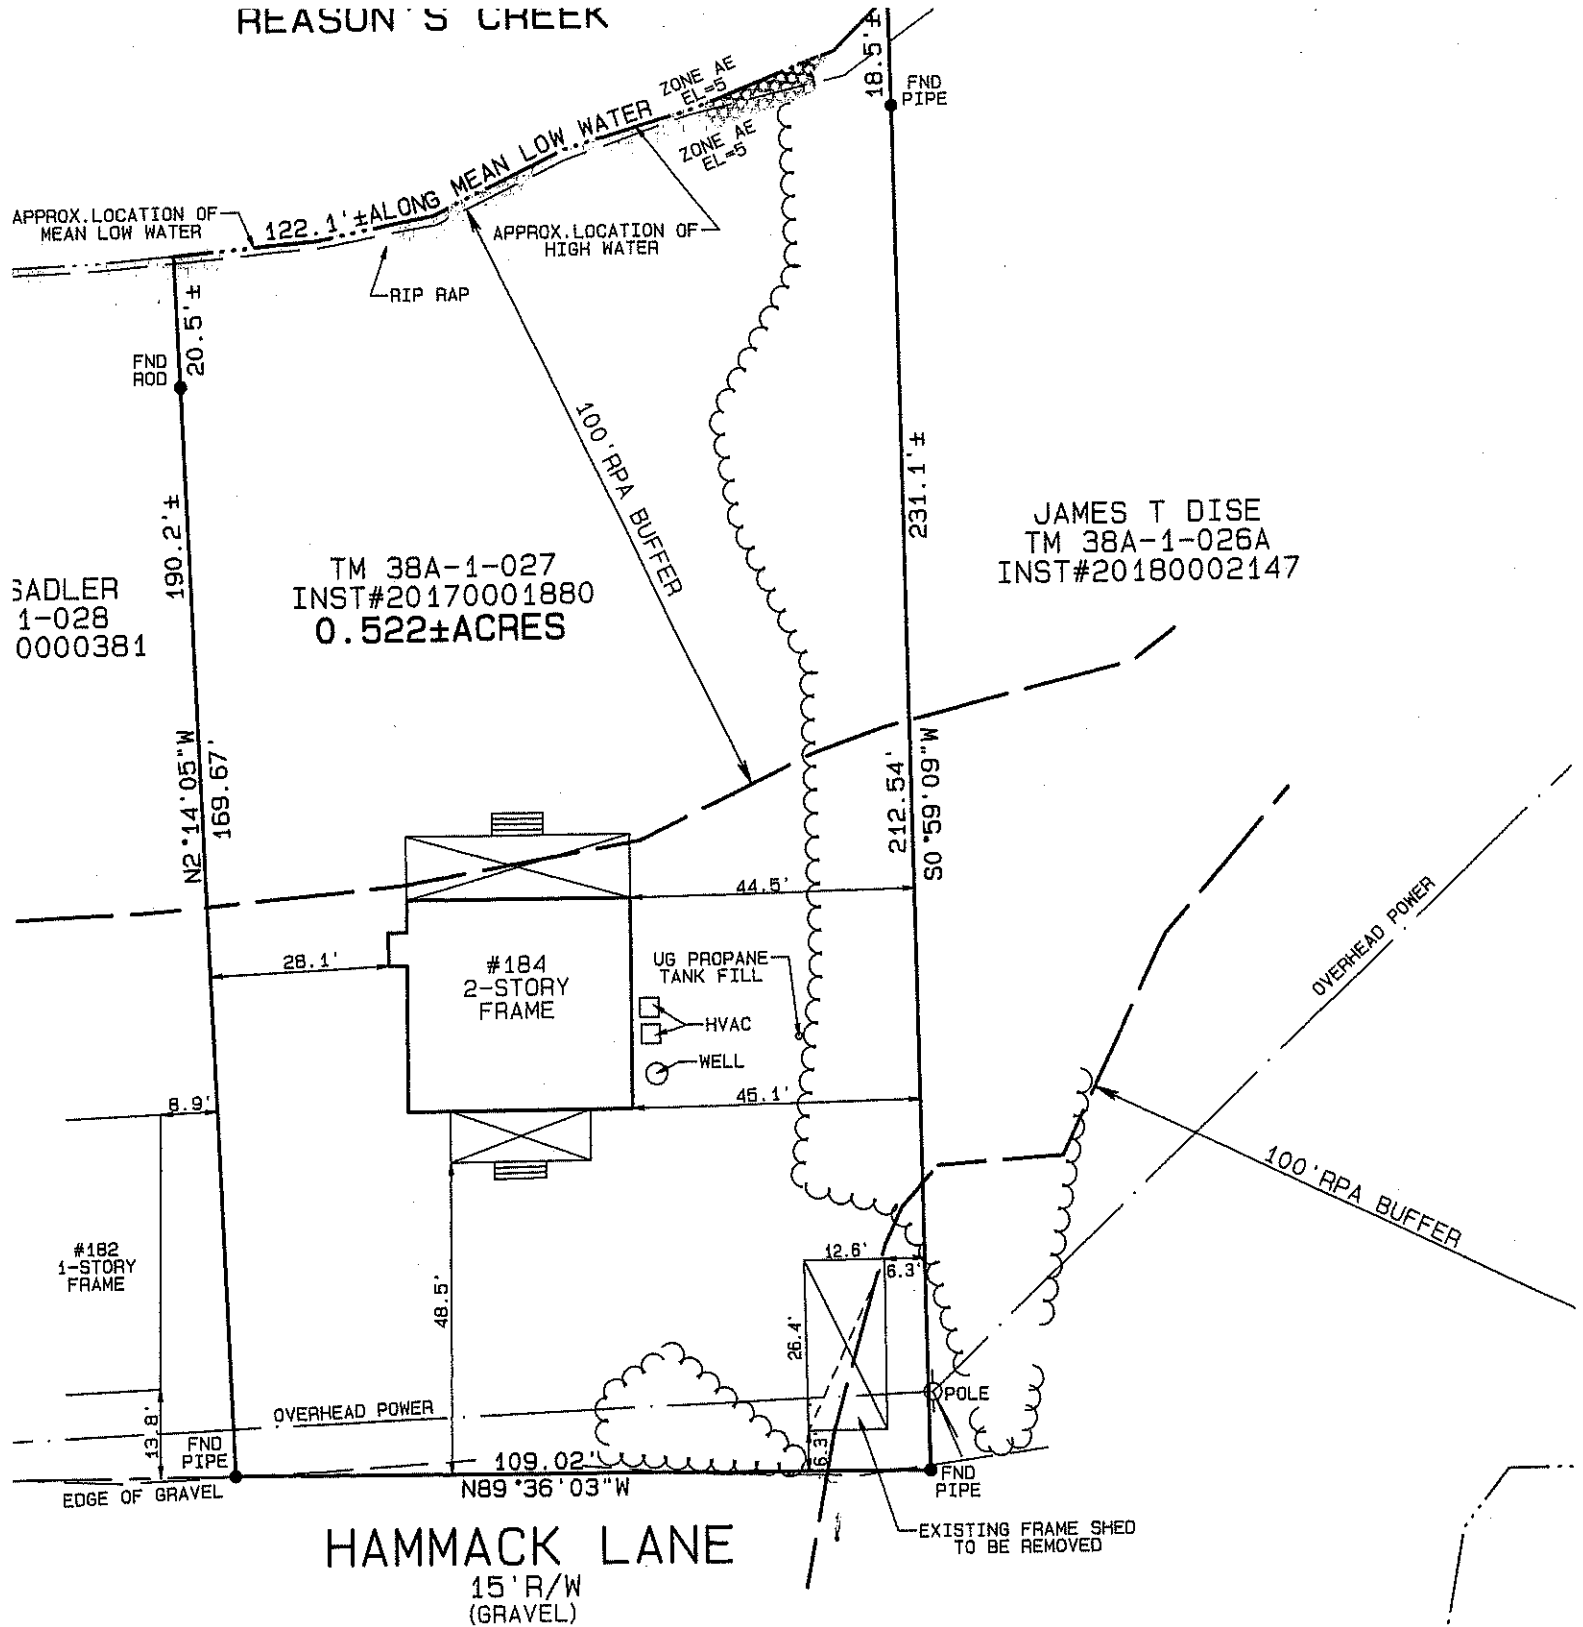 REASON'S CREEK
ZONE AE
EL=5
18.5'±
FND
PIPE
ZONE AE
EL=5
122.1'±ALONG MEAN LOW WATER
APPROX.LOCATION OF
MEAN LOW WATER
APPROX.LOCATION OF
HIGH WATER
RIP RAP
20.5'±
FND
ROD
100'RPA BUFFER
190.2'±
231.1'±
JAMES T DISE
TM 38A-1-026A
INST#20180002147
TM 38A-1-027
INST#20170001880
0.522±ACRES
SADLER
1-028
0000381
N2°14'05"W
169.67'
212.54'
S0°59'09"W
44.5'
OVERHEAD POWER
28.1'
#184
2-STORY
FRAME
UG PROPANE
TANK FILL
HVAC
WELL
8.9'
45.1'
100'RPA BUFFER
#182
1-STORY
FRAME
12.6'
6.3'
48.5'
26.4'
POLE
OVERHEAD POWER
13.8'
FND
PIPE
6.3'
109.02'
N89°36'03"W
FND
PIPE
EDGE OF GRAVEL
EXISTING FRAME SHED
TO BE REMOVED
HAMMACK LANE
15'R/W
(GRAVEL)